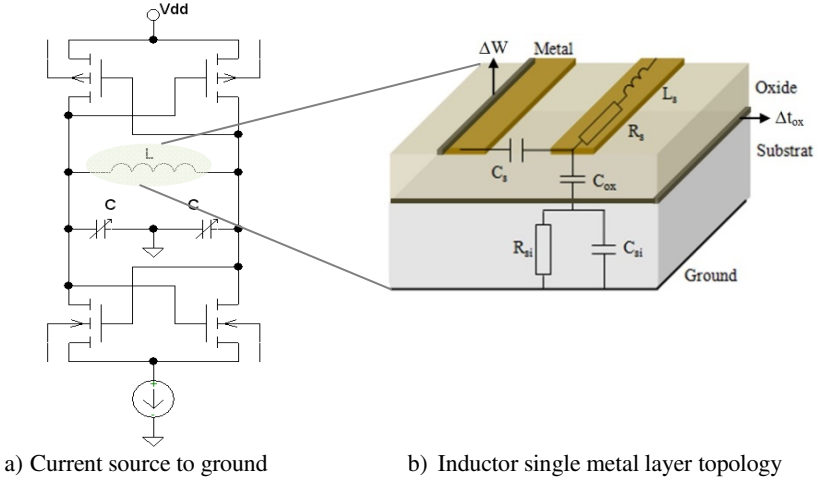 Vdd
L
C C
ΔW Metal
Oxide
Δtox
Substrat
Ls
Rs
Cs
Cox
Rsi
Csi
Ground
a) Current source to ground
b) Inductor single metal layer topology